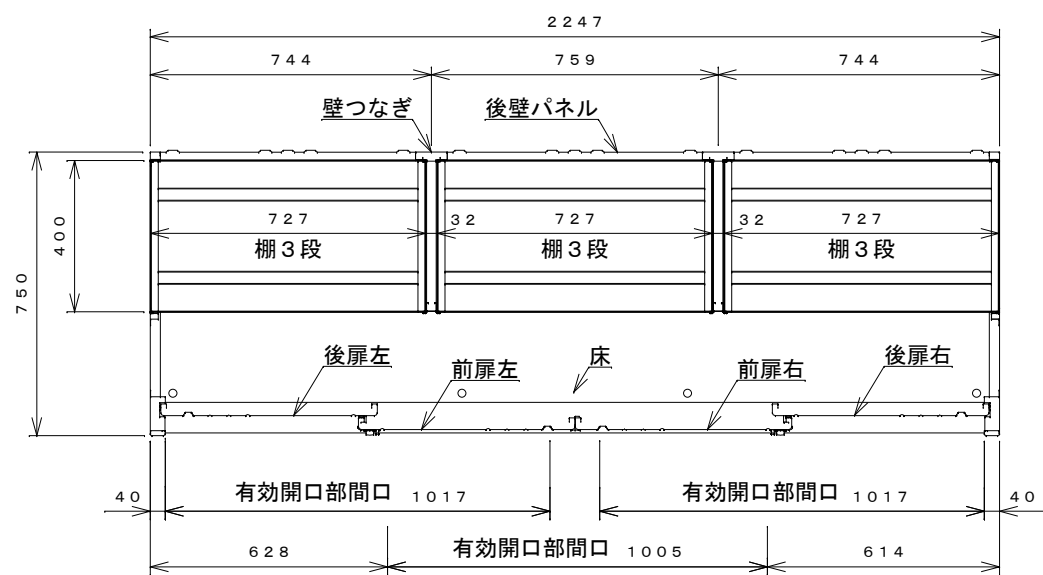 2247
744 759 744
壁つなぎ 後壁パネル
727 32 727 32 727
400
棚3段 棚3段 棚3段
750
後扉左 前扉左 床 前扉右 後扉右
40 有効開口部間口 1017 有効開口部間口 1017 40
628 有効開口部間口 1005 614